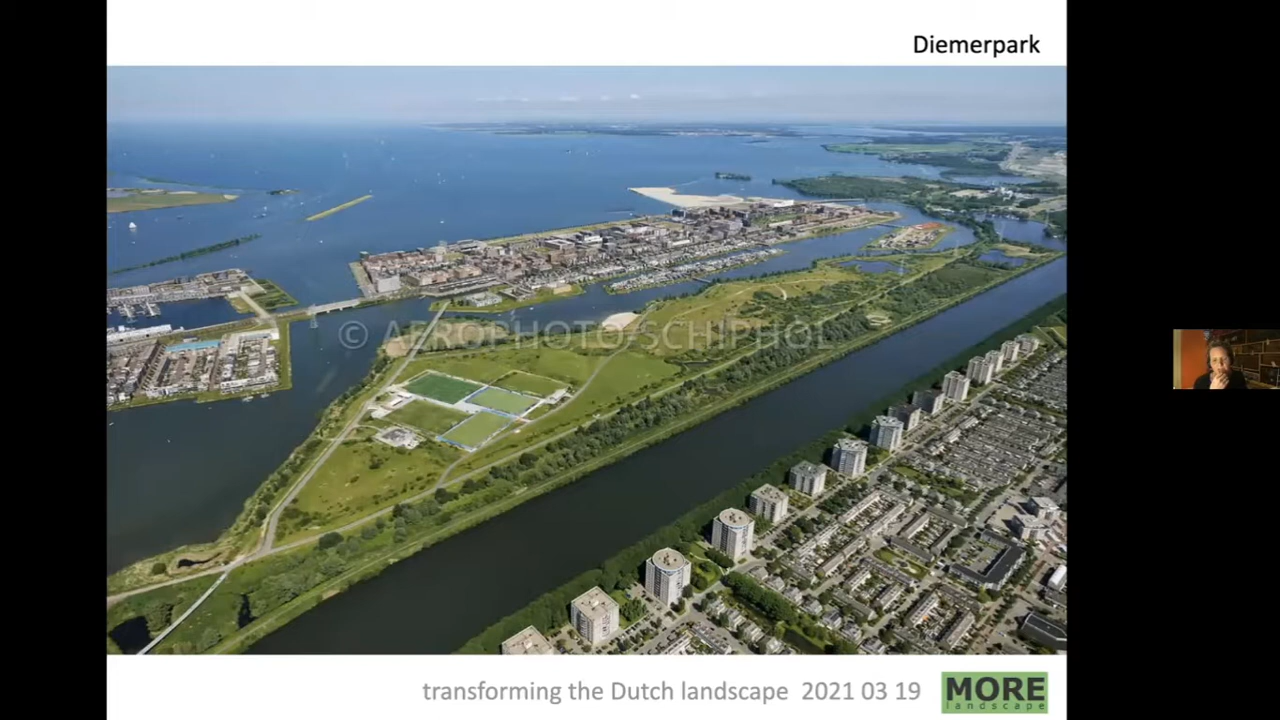 Diemerpark
© AEROPHOTO SCHIPHOL
transforming the Dutch landscape 2021 03 19
MORE
landscape